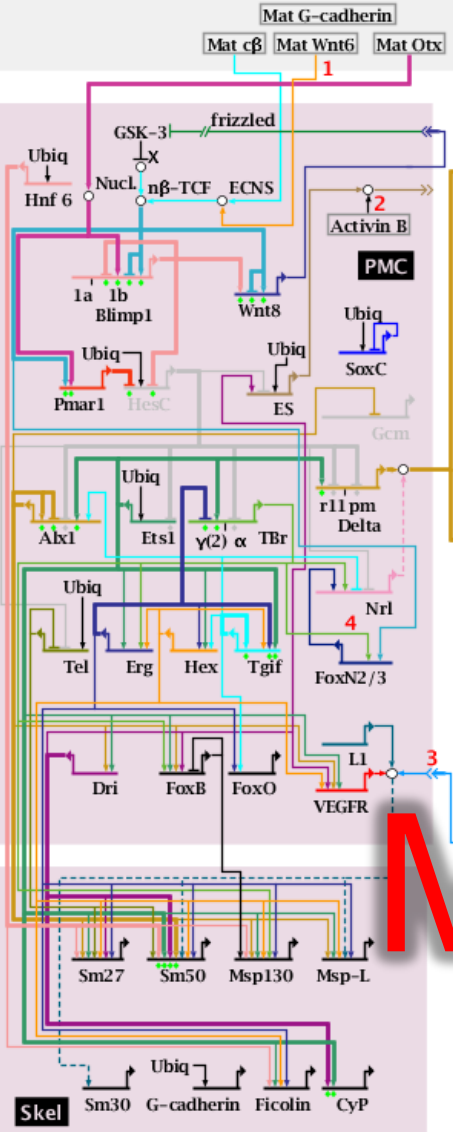 Mat G-cadherin
Mat cβ Mat Wnt6 Mat Otx
1
frizzled
GSK-3
X
Ubiq
Hnf 6
Nucl.
nβ-TCF
ECNS
2
Activin B
PMC
1a 1b
Blimp1
Wnt8
Ubiq
SoxC
Ubiq
Ubiq
Pmar1
HesC
ES
Gcm
Ubiq
r11 pm
Delta
Alx1
Ets1
γ(2) α
TBr
Nrl
4
Ubiq
Tel
Erg
Hex
Tgif
FoxN2/3
L1
3
Dri
FoxB
FoxO
VEGFR
M
Sm27
Sm50
Msp130
Msp-L
Ubiq
Skel
Sm30
G-cadherin
Ficolin
CyP